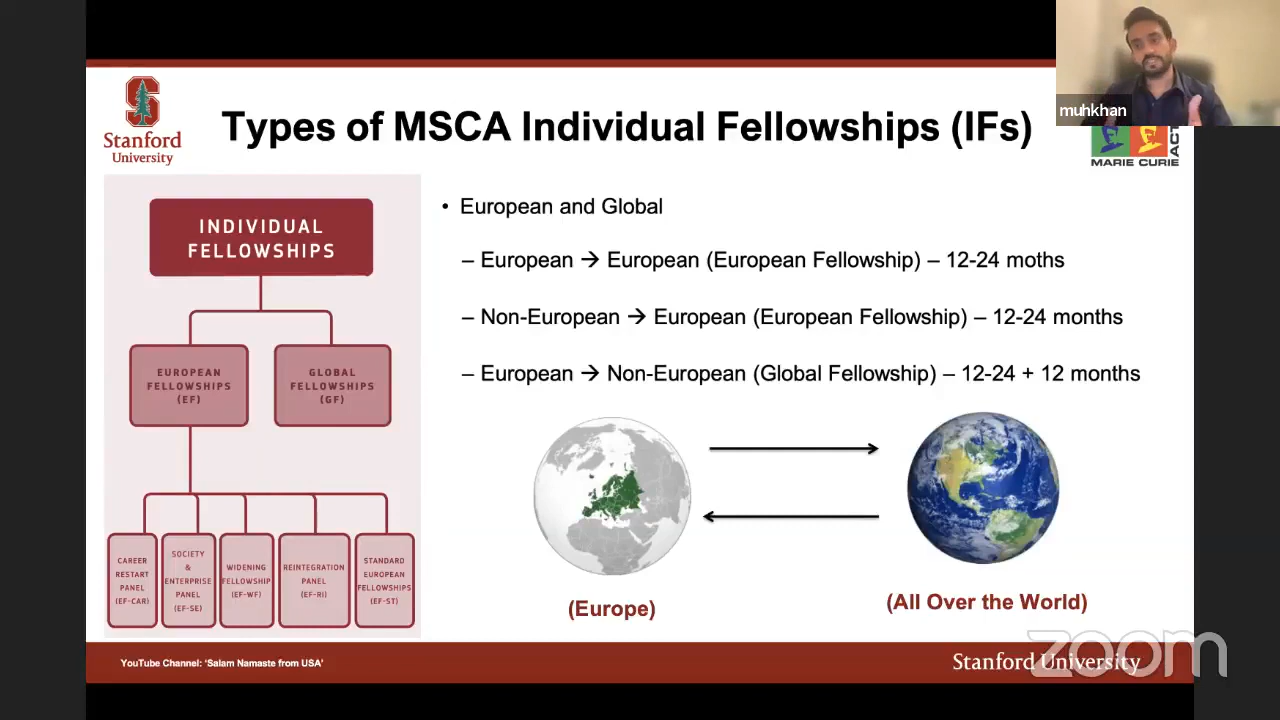 muhkhan
Stanford
University
Types of MSCA Individual Fellowships (IFs)
MARIE CURIE
ACT
INDIVIDUAL
FELLOWSHIPS
EUROPEAN
FELLOWSHIPS
(EF)
GLOBAL
FELLOWSHIPS
(GF)
CAREER
RESTART
PANEL
(EF-CAR)
SOCIETY
&
ENTERPRISE
PANEL
(EF-SE)
WIDENING
FELLOWSHIP
(EF-WF)
REINTEGRATION
PANEL
(EF-RI)
STANDARD
EUROPEAN
FELLOWSHIPS
(EF-ST)
• European and Global
– European → European (European Fellowship) – 12-24 moths
– Non-European → European (European Fellowship) – 12-24 months
– European → Non-European (Global Fellowship) – 12-24 + 12 months
(Europe)
(All Over the World)
YouTube Channel: 'Salam Namaste from USA'
Stanford University
zoom